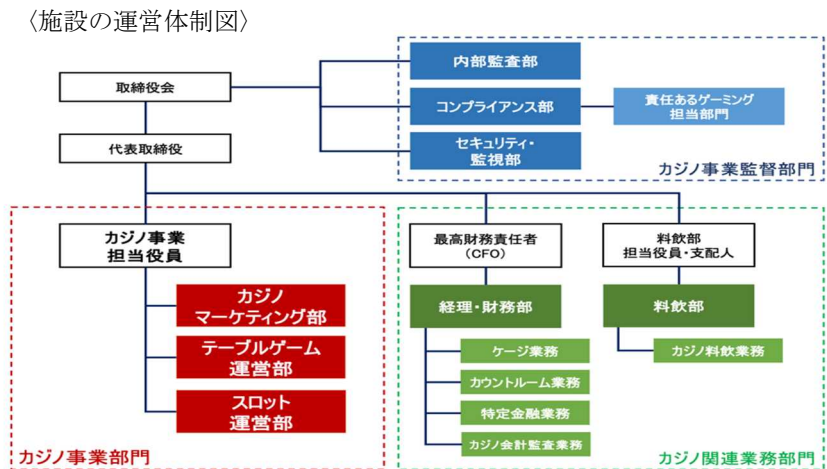 〈施設の運営体制図〉
取締役会
代表取締役
内部監査部
コンプライアンス部
責任あるゲーミング
担当部門
セキュリティ・
監視部
カジノ事業監督部門
カジノ事業
担当役員
カジノ
マーケティング部
テーブルゲーム
運営部
スロット
運営部
カジノ事業部門
最高財務責任者
(CFO)
経理・財務部
ケージ業務
カウントルーム業務
特定金融業務
カジノ会計監査業務
料飲部
担当役員・支配人
料飲部
カジノ料飲業務
カジノ関連業務部門